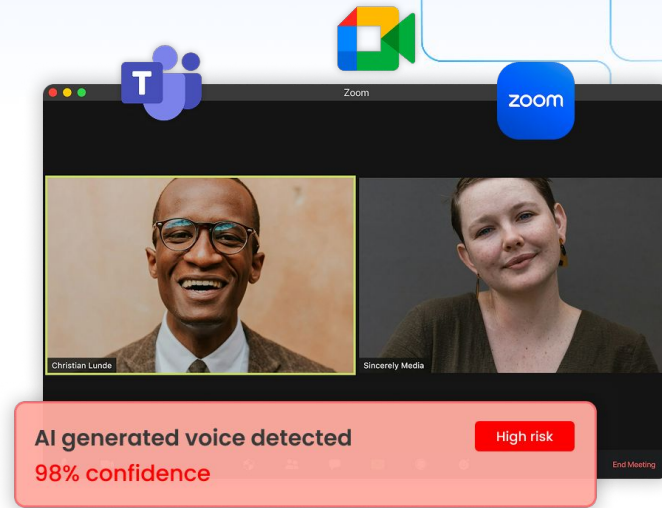 T
Zoom
zoom
Christian Lunde
Sincerely Media
AI generated voice detected
High risk
98% confidence
End Meeting